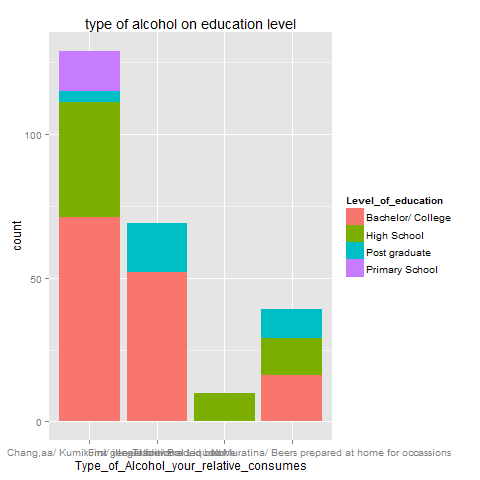 type of alcohol on education level
100
50
0
count
Level_of_education
Bachelor/ College
High School
Post graduate
Primary School
Chang,aa/ Kumi
Muratina/ Beers prepared at home for occassions
Type_of_Alcohol_your_relative_consumes